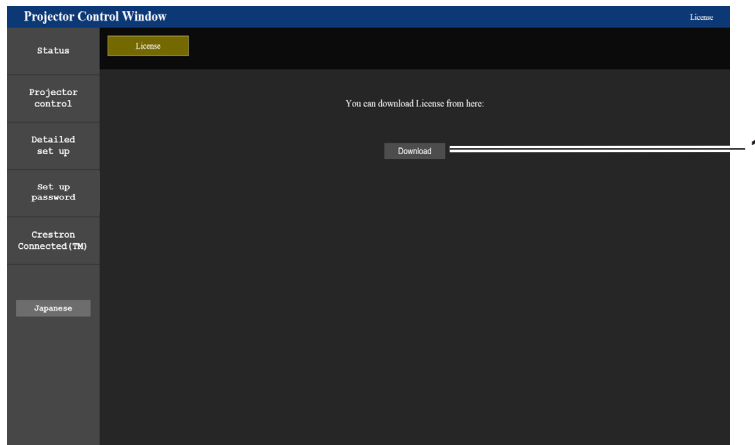 Projector Control Window
License
Status
License
Projector
control
You can download License from here:
Download
1
Detailed
set up
Set up
password
Crestron
Connected(TM)
Japanese